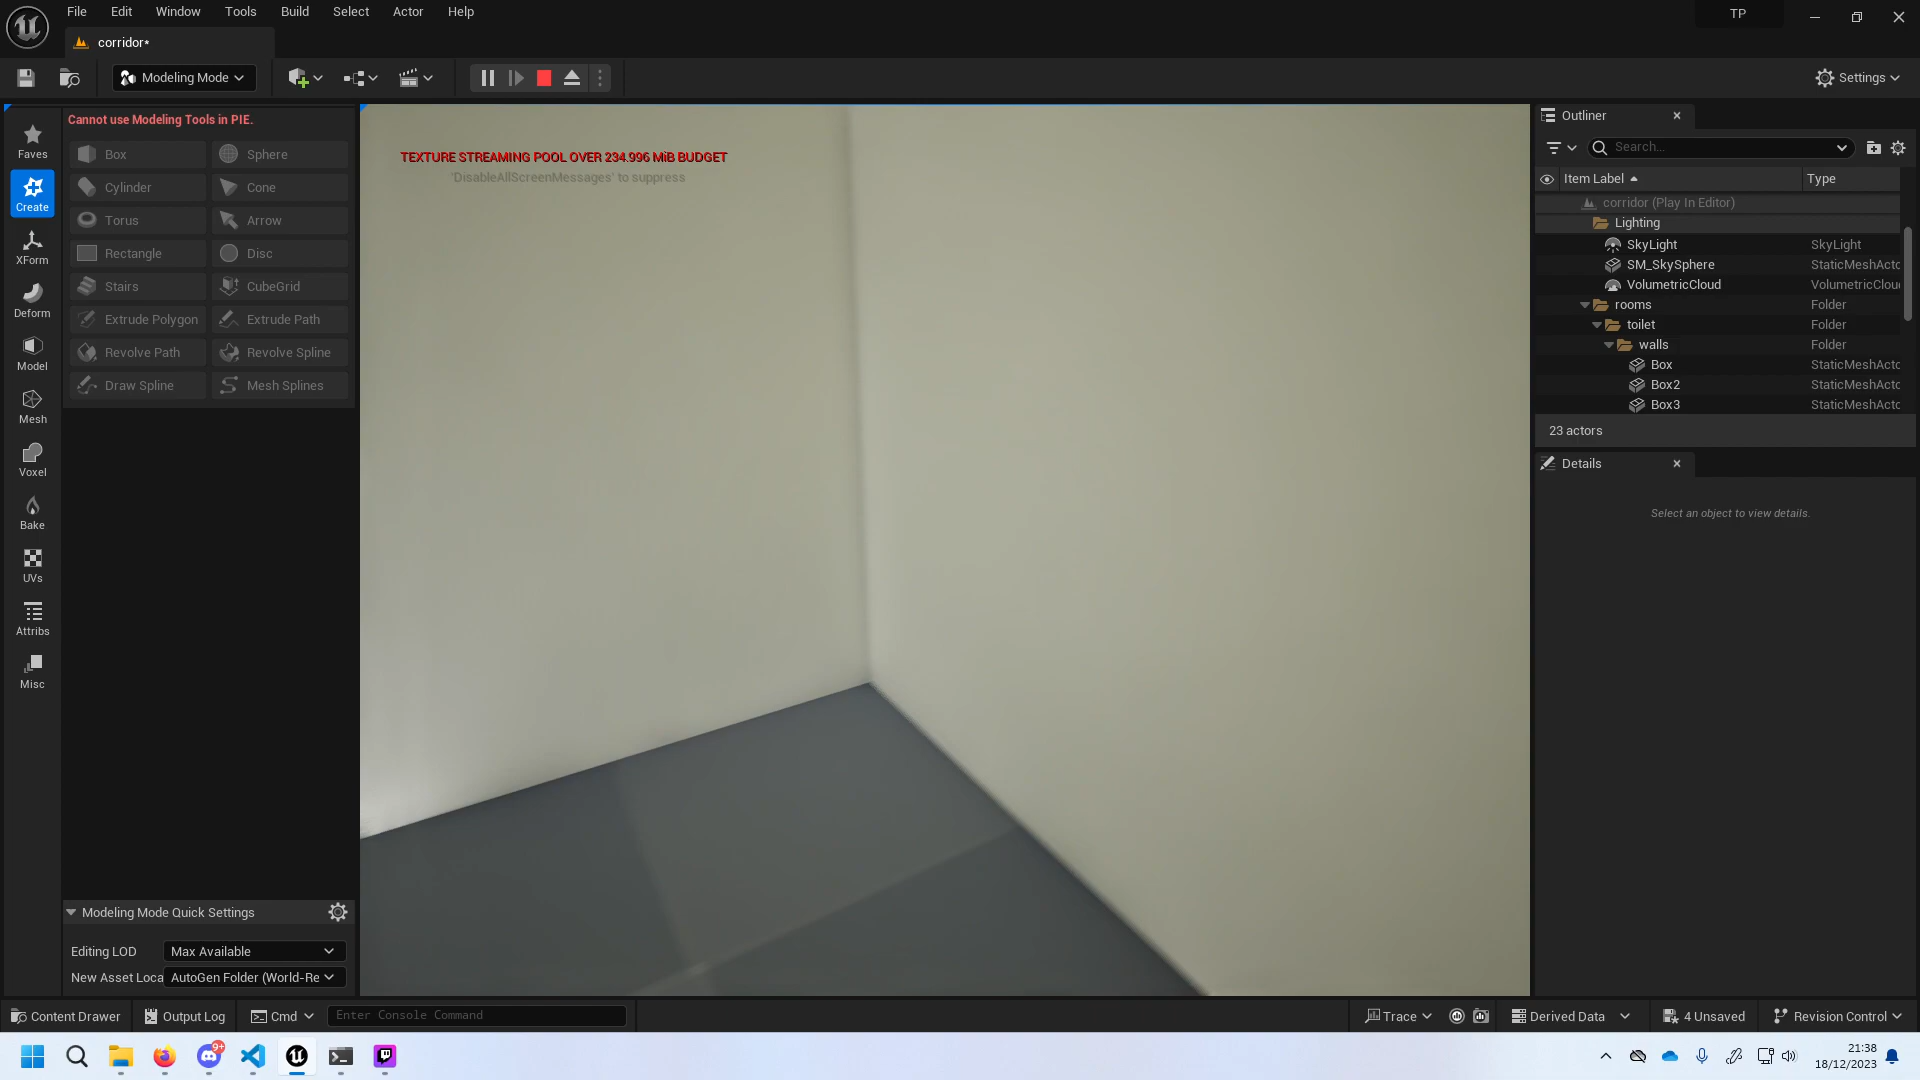 File Edit Window Tools Build Select Actor Help
TP
corridor*
Modeling Mode
Settings
Cannot use Modeling Tools in PIE.
Faves
Create
XForm
Deform
Model
Mesh
Voxel
Bake
UVs
Attribs
Misc
Box Sphere
Cylinder Cone
Torus Arrow
Rectangle Disc
Stairs CubeGrid
Extrude Polygon Extrude Path
Revolve Path Revolve Spline
Draw Spline Mesh Splines
TEXTURE STREAMING POOL OVER 234.996 MiB BUDGET
'DisableAllScreenMessages' to suppress
Outliner
Search...
Item Label Type
corridor (Play In Editor)
Lighting
SkyLight SkyLight
SM_SkySphere StaticMeshActo
VolumetricCloud VolumetricClou
rooms Folder
toilet Folder
walls Folder
Box StaticMeshActo
Box2 StaticMeshActo
Box3 StaticMeshActo
23 actors
Details
Select an object to view details.
Modeling Mode Quick Settings
Editing LOD Max Available
New Asset Loca AutoGen Folder (World-Re
Content Drawer Output Log Cmd Enter Console Command
Trace Derived Data 4 Unsaved Revision Control
9+
21:38
18/12/2023